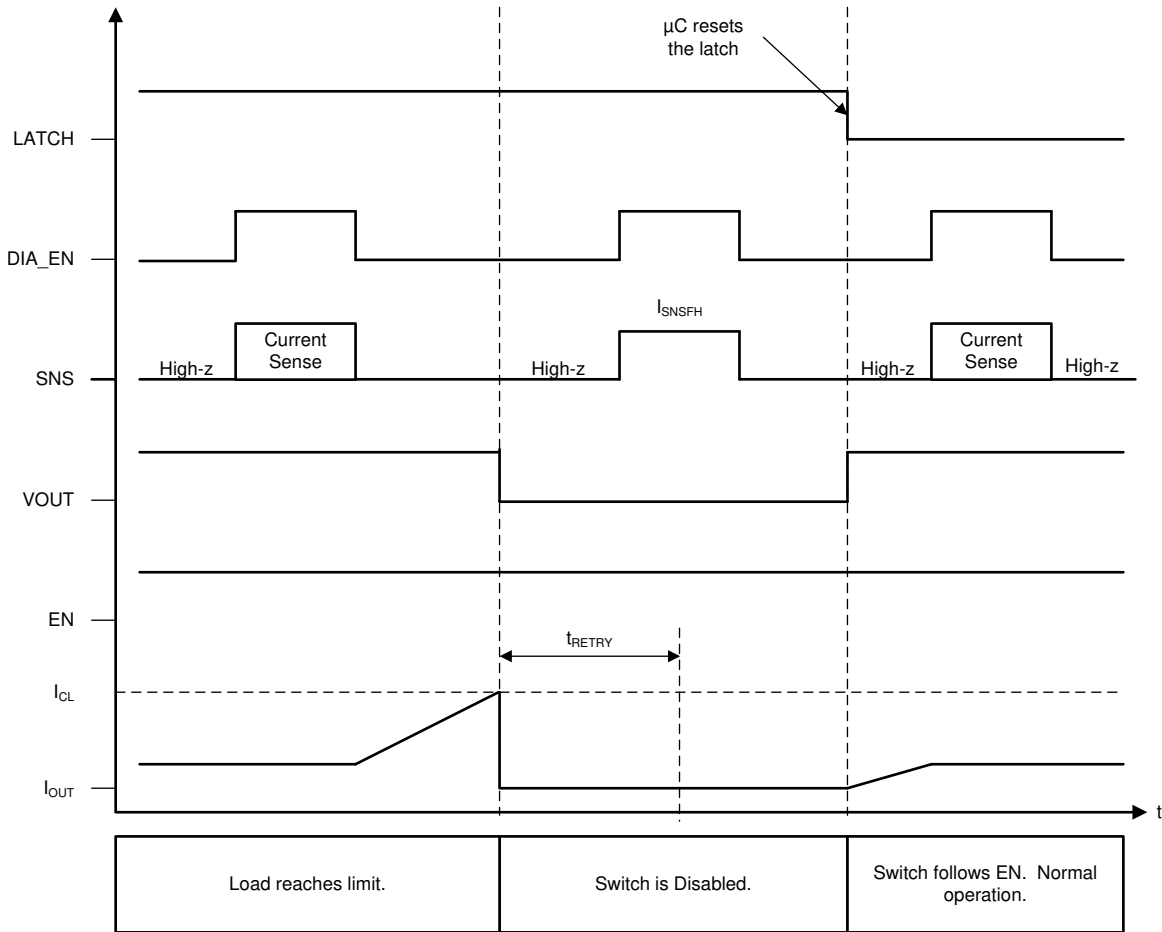 µC resets
the latch
LATCH
DIA_EN
ISNSFH
Current
Sense
Current
Sense
High-z
High-z
High-z
High-z
SNS
VOUT
EN
tRETRY
ICL
IOUT
t
Load reaches limit.
Switch is Disabled.
Switch follows EN. Normal
operation.